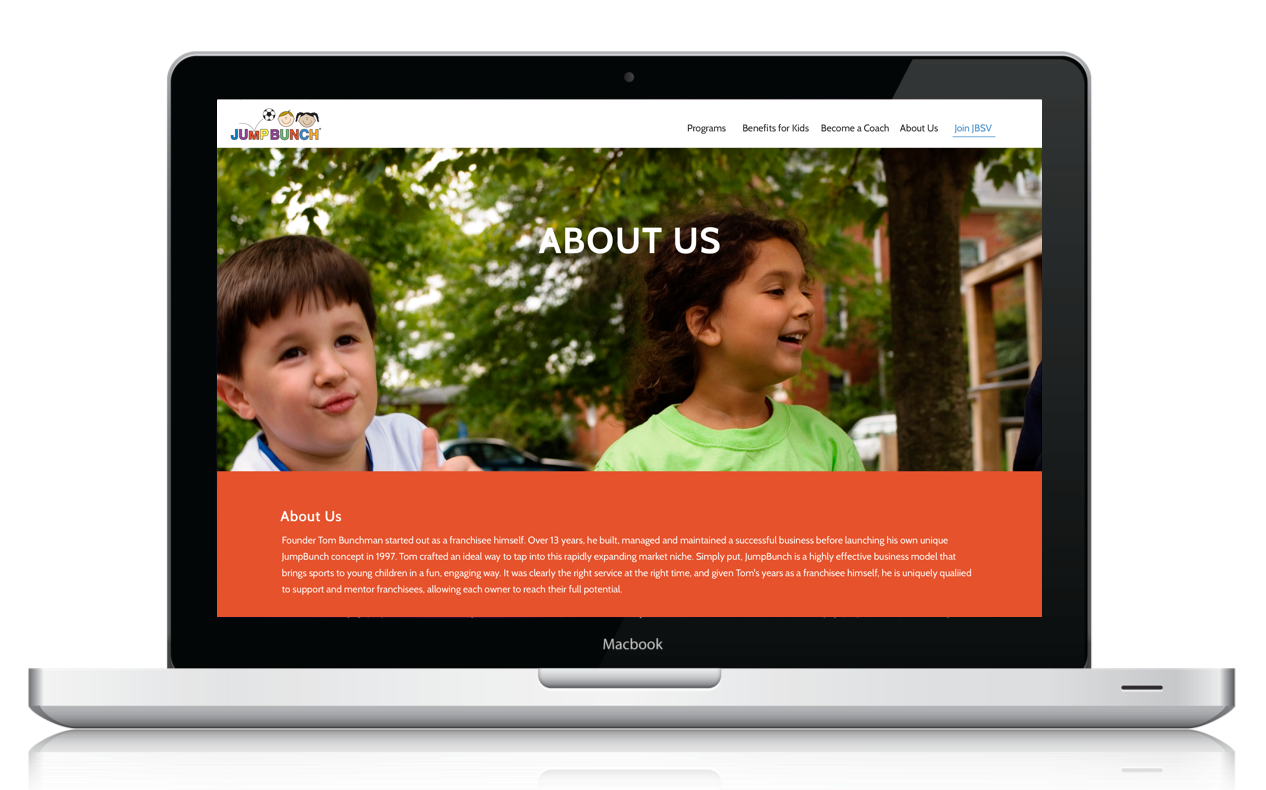 JUMPBUNCH
Programs Benefits for Kids Become a Coach About Us Join JBSV
ABOUT US
About Us
Founder Tom Bunchman started out as a franchisee himself. Over 13 years, he built, managed and maintained a successful business before launching his own unique
JumpBunch concept in 1997. Tom crafted an ideal way to tap into this rapidly expanding market niche. Simply put, JumpBunch is a highly effective business model that
brings sports to young children in a fun, engaging way. It was clearly the right service at the right time, and given Tom's years as a franchisee himself, he is uniquely qualiied
to support and mentor franchisees, allowing each owner to reach their full potential.
Macbook